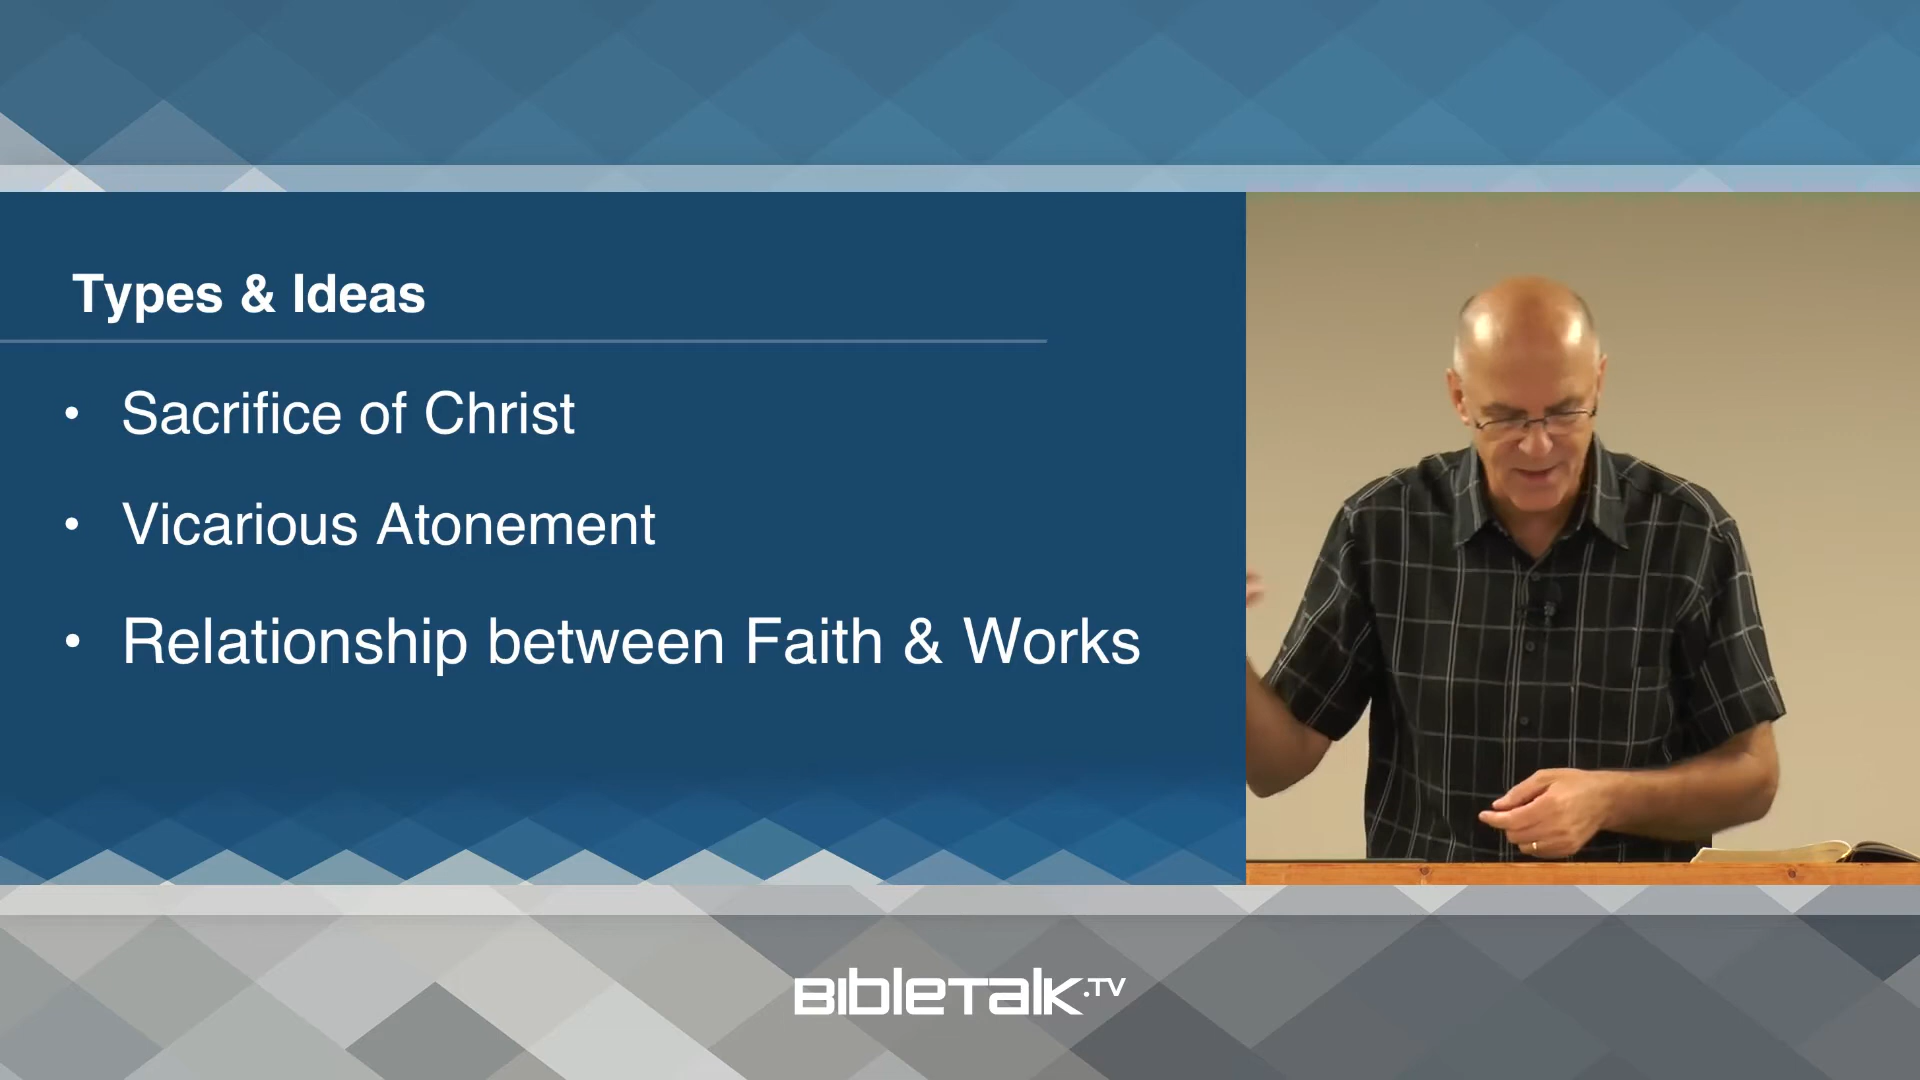 Types & Ideas
• Sacrifice of Christ
• Vicarious Atonement
• Relationship between Faith & Works
BIBLETALK.TV